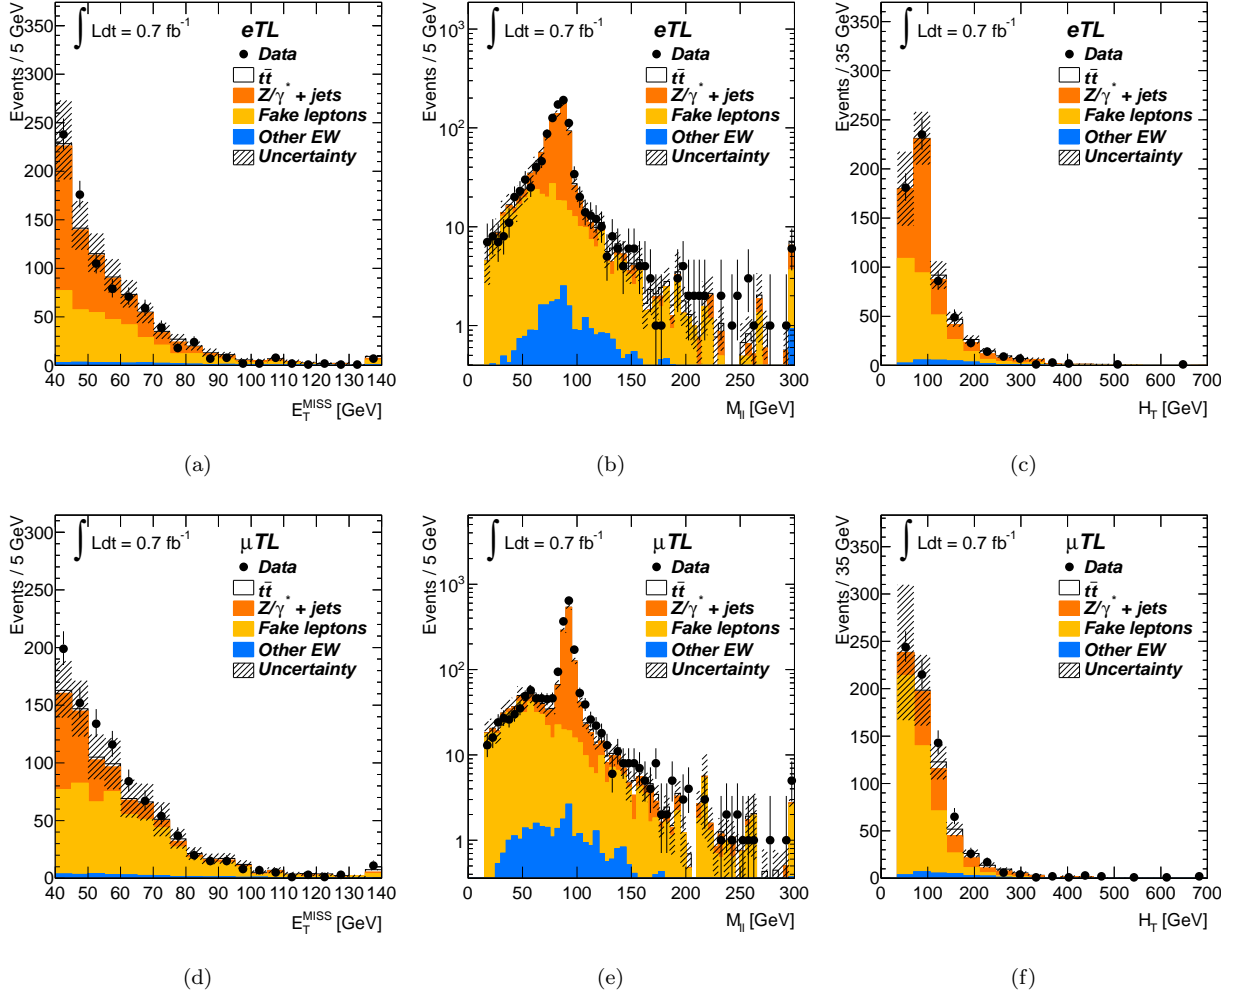 ∫ Ldt = 0.7 fb⁻¹
eTL
Data
tt̄
Z/γ* + jets
Fake leptons
Other EW
Uncertainty
Events / 5 GeV
350
300
250
200
150
100
50
0
40 50 60 70 80 90 100 110 120 130 140
E_T^MISS [GeV]
(a)
∫ Ldt = 0.7 fb⁻¹
eTL
Data
tt̄
Z/γ* + jets
Fake leptons
Other EW
Uncertainty
Events / 5 GeV
10³
10²
10
1
0 50 100 150 200 250 300
M_ll [GeV]
(b)
∫ Ldt = 0.7 fb⁻¹
eTL
Data
tt̄
Z/γ* + jets
Fake leptons
Other EW
Uncertainty
Events / 35 GeV
350
300
250
200
150
100
50
0
0 100 200 300 400 500 600 700
H_T [GeV]
(c)
∫ Ldt = 0.7 fb⁻¹
μTL
Data
tt̄
Z/γ* + jets
Fake leptons
Other EW
Uncertainty
Events / 5 GeV
300
250
200
150
100
50
0
40 50 60 70 80 90 100 110 120 130 140
E_T^MISS [GeV]
(d)
∫ Ldt = 0.7 fb⁻¹
μTL
Data
tt̄
Z/γ* + jets
Fake leptons
Other EW
Uncertainty
Events / 5 GeV
10³
10²
10
1
0 50 100 150 200 250 300
M_ll [GeV]
(e)
∫ Ldt = 0.7 fb⁻¹
μTL
Data
tt̄
Z/γ* + jets
Fake leptons
Other EW
Uncertainty
Events / 35 GeV
350
300
250
200
150
100
50
0
0 100 200 300 400 500 600 700
H_T [GeV]
(f)